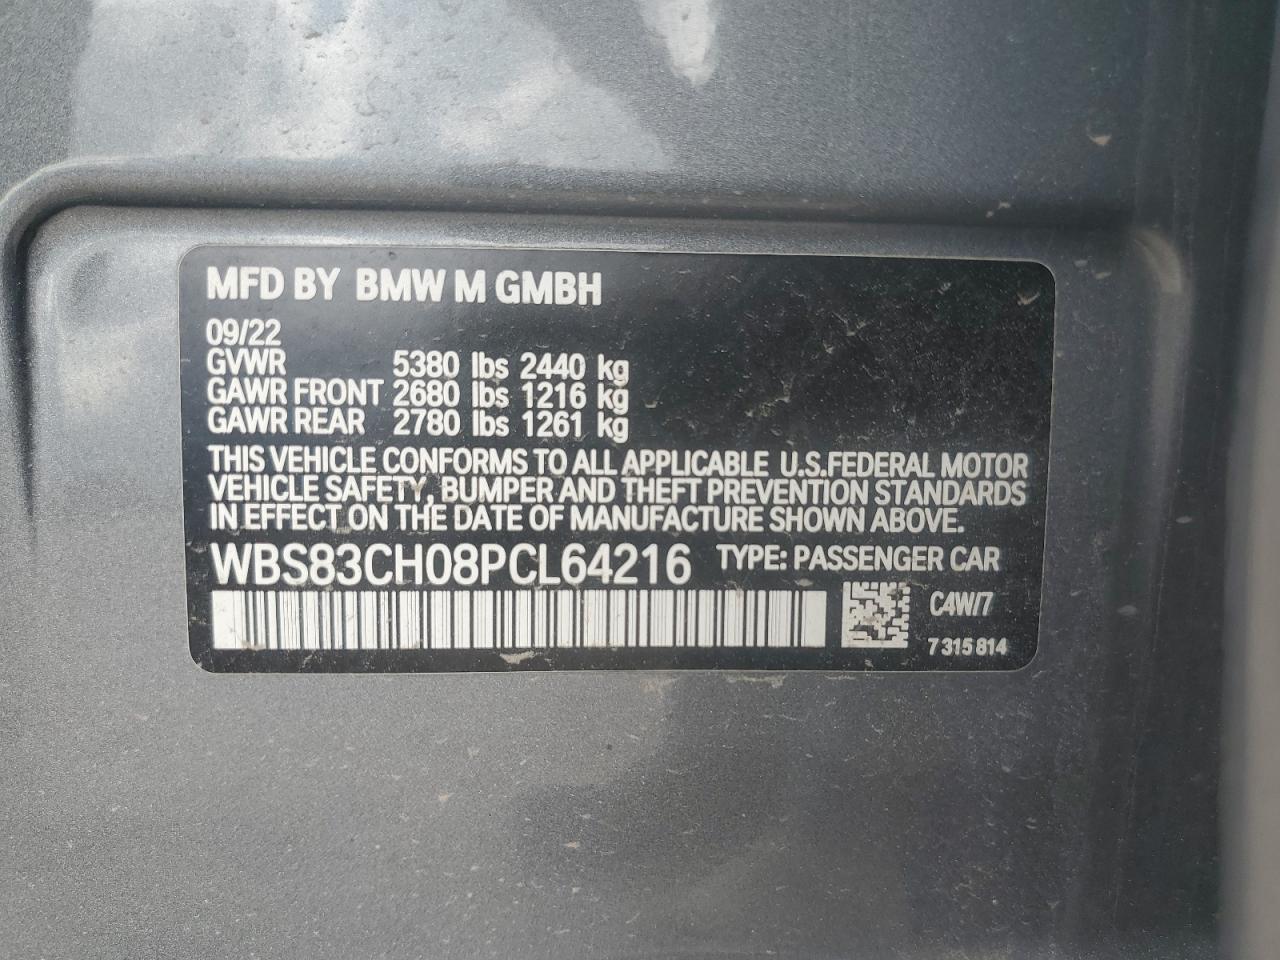 MFD BY BMW M GMBH
09/22
GVWR 5380 lbs 2440 kg
GAWR FRONT 2680 lbs 1216 kg
GAWR REAR 2780 lbs 1261 kg
THIS VEHICLE CONFORMS TO ALL APPLICABLE U.S.FEDERAL MOTOR
VEHICLE SAFETY, BUMPER AND THEFT PREVENTION STANDARDS
IN EFFECT ON THE DATE OF MANUFACTURE SHOWN ABOVE.
WBS83CH08PCL64216 TYPE: PASSENGER CAR
C4W/7
7 315 814